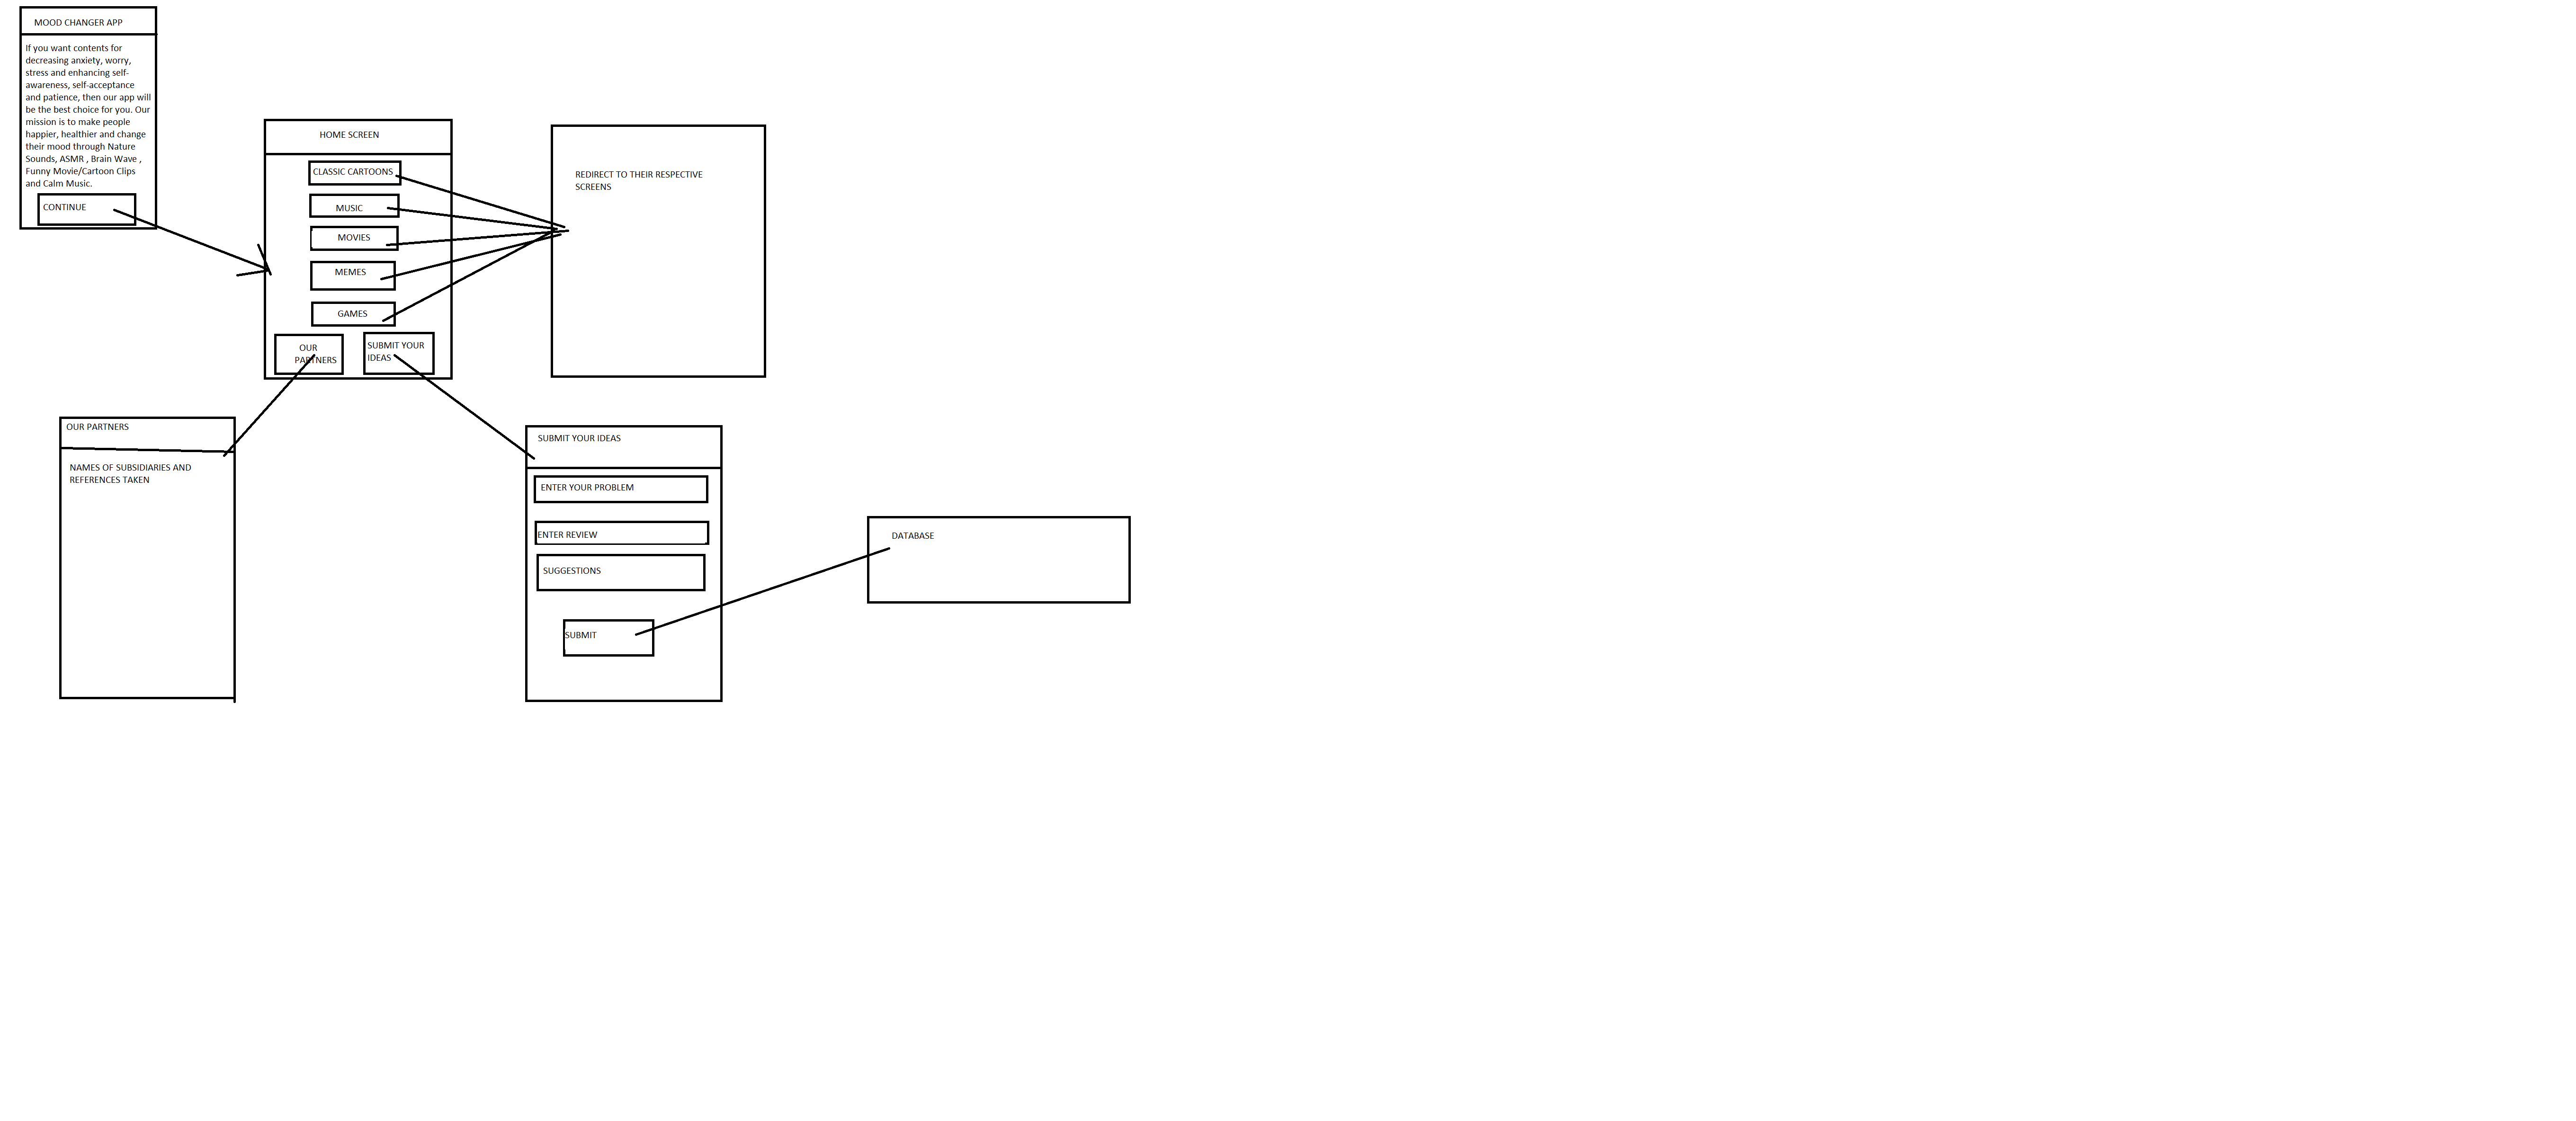 MOOD CHANGER APP
If you want contents for
decreasing anxiety, worry,
stress and enhancing self-
awareness, self-acceptance
and patience, then our app will
be the best choice for you. Our
mission is to make people
happier, healthier and change
their mood through Nature
Sounds, ASMR , Brain Wave ,
Funny Movie/Cartoon Clips
and Calm Music.
CONTINUE
HOME SCREEN
CLASSIC CARTOONS
MUSIC
MOVIES
MEMES
GAMES
OUR
PARTNERS
SUBMIT YOUR
IDEAS
REDIRECT TO THEIR RESPECTIVE
SCREENS
OUR PARTNERS
NAMES OF SUBSIDIARIES AND
REFERENCES TAKEN
SUBMIT YOUR IDEAS
ENTER YOUR PROBLEM
ENTER REVIEW
SUGGESTIONS
SUBMIT
DATABASE